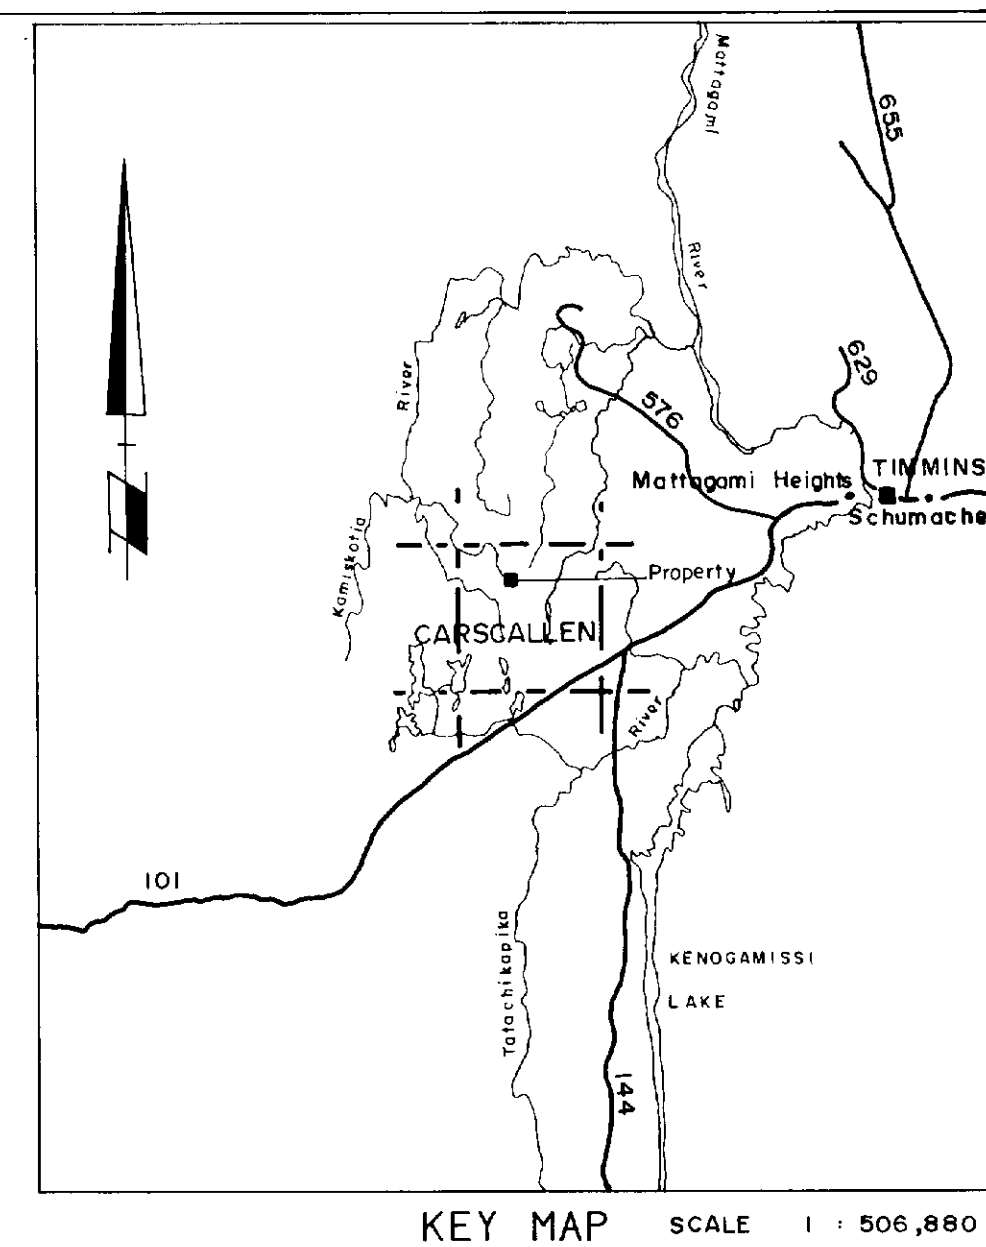 Mattagami
River
655
629
576
River
TIMMINS
Mattagami Heights
Schumache
Kamiskotia
Property
CARSCALLEN
River
101
Tatachikapika
KENOGAMISSI
LAKE
144
KEY MAP SCALE 1 : 506,880